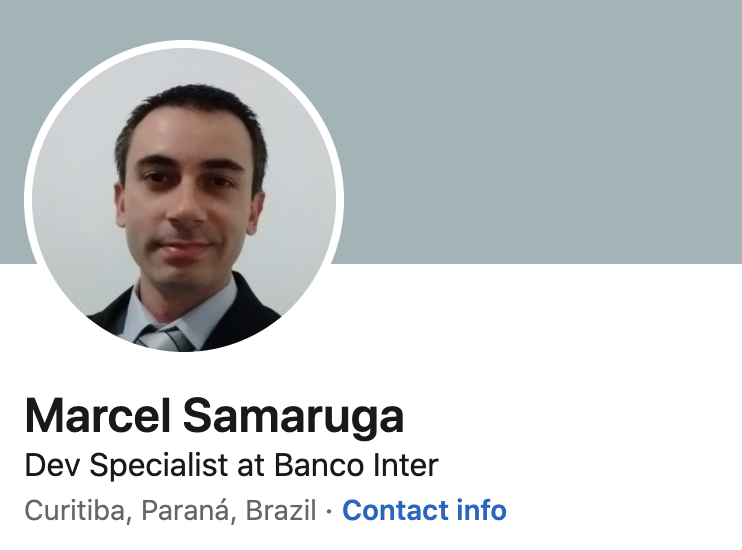 Marcel Samaruga
Dev Specialist at Banco Inter
Curitiba, Paraná, Brazil · Contact info